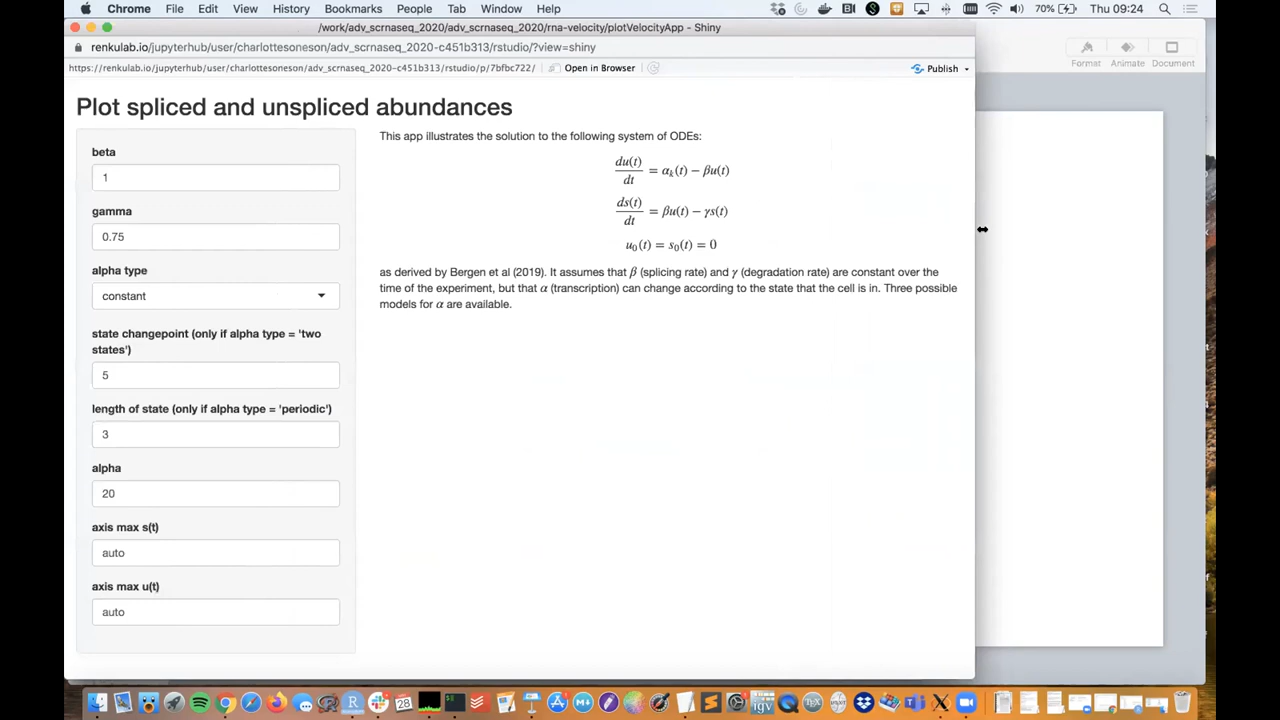 Chrome File Edit View History Bookmarks People Tab Window Help 70% Thu 09:24
/work/adv_scrnaseq_2020/adv_scrnaseq_2020/rna-velocity/plotVelocityApp - Shiny
renkulab.io/jupyterhub/user/charlottesoneson/adv_scrnaseq_2020-c451b313/rstudio/?view=shiny
https://renkulab.io/jupyterhub/user/charlottesoneson/adv_scrnaseq_2020-c451b313/rstudio/p/7bfbc722/ Open in Browser Publish
Format Animate Document
Plot spliced and unspliced abundances
beta
1
gamma
0.75
alpha type
constant
state changepoint (only if alpha type = 'two
states')
5
length of state (only if alpha type = 'periodic')
3
alpha
20
axis max s(t)
auto
axis max u(t)
auto
This app illustrates the solution to the following system of ODEs:
du(t)/dt = αk(t) − βu(t)
ds(t)/dt = βu(t) − γs(t)
u0(t) = s0(t) = 0
as derived by Bergen et al (2019). It assumes that β (splicing rate) and γ (degradation rate) are constant over the
time of the experiment, but that α (transcription) can change according to the state that the cell is in. Three possible
models for α are available.